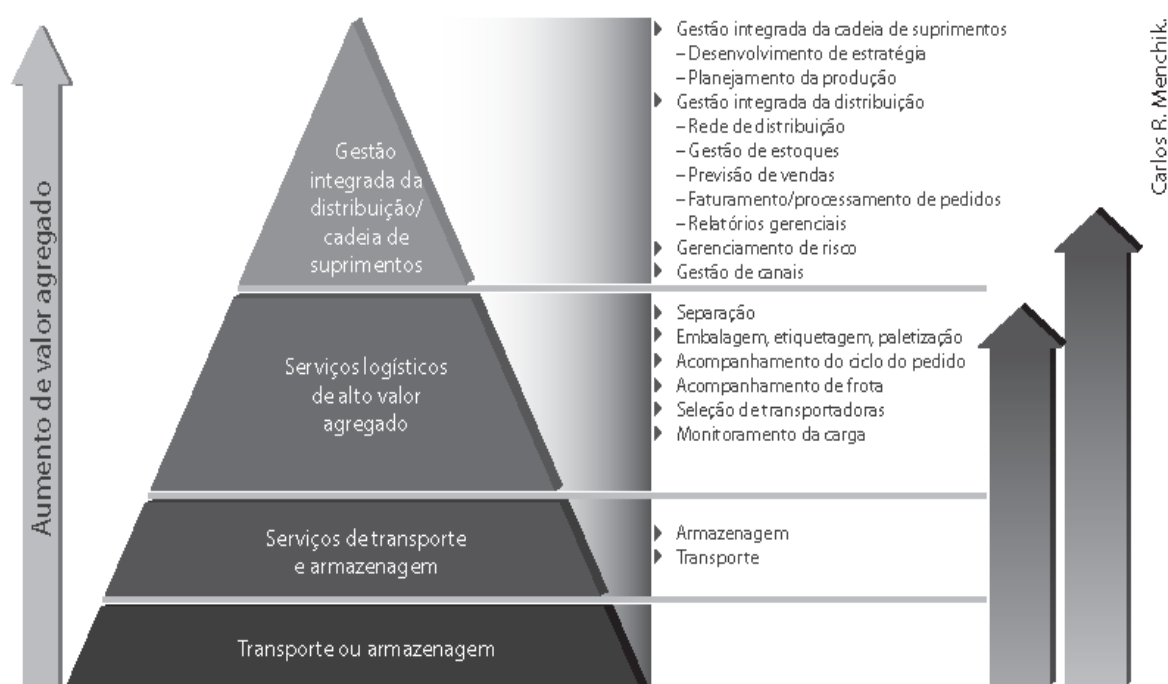 Aumento de valor agregado
Gestão
integrada da
distribuição/
cadeia de
suprimentos
Serviços logísticos
de alto valor
agregado
Serviços de transporte
e armazenagem
Transporte ou armazenagem
Gestão integrada da cadeia de suprimentos
– Desenvolvimento de estratégia
– Planejamento da produção
Gestão integrada da distribuição
– Rede de distribuição
– Gestão de estoques
– Previsão de vendas
– Faturamento/processamento de pedidos
– Relatórios gerenciais
Gerenciamento de risco
Gestão de canais
Separação
Embalagem, etiquetagem, paletização
Acompanhamento do ciclo do pedido
Acompanhamento de frota
Seleção de transportadoras
Monitoramento da carga
Armazenagem
Transporte
Carlos R. Menchik.